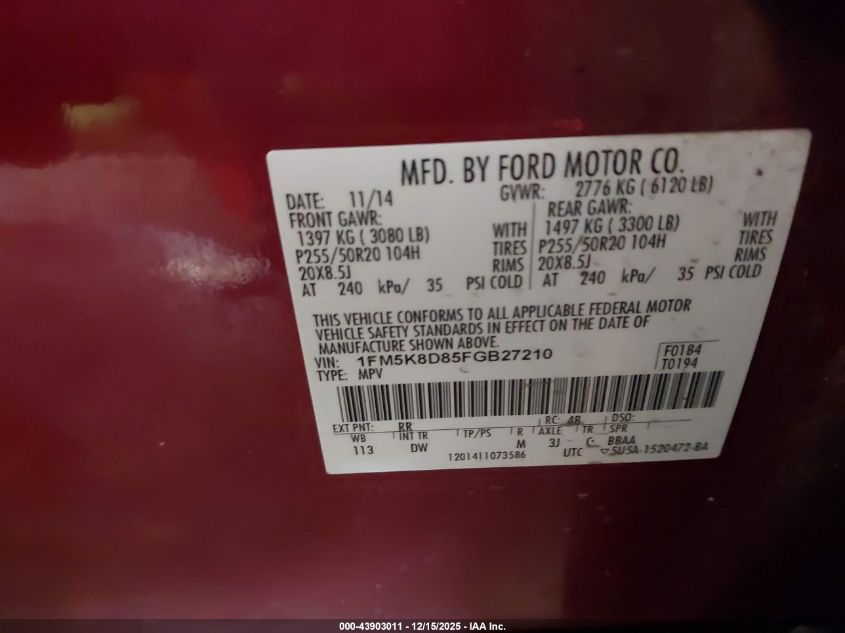 MFD. BY FORD MOTOR CO.
DATE: 11/14 GVWR: 2776 KG ( 6120 LB)
FRONT GAWR: REAR GAWR:
1397 KG ( 3080 LB) WITH 1497 KG ( 3300 LB) WITH
P255/50R20 104H TIRES P255/50R20 104H TIRES
20X8.5J RIMS 20X8.5J RIMS
AT 240 kPa/ 35 PSI COLD AT 240 kPa/ 35 PSI COLD
THIS VEHICLE CONFORMS TO ALL APPLICABLE FEDERAL MOTOR
VEHICLE SAFETY STANDARDS IN EFFECT ON THE DATE OF
MANUFACTURE SHOWN ABOVE.
VIN: 1FM5K8D85FGB27210 F0184
TYPE: MPV T0194
EXT PNT: RR RC: 48 DSO:
WB INT TR TP/PS R AXLE TR SPR
113 DW M 3J C BBAA
1201411073586 UTC ▽5U5A-1520472-BA
000-43903011 - 12/15/2025 - IAA Inc.